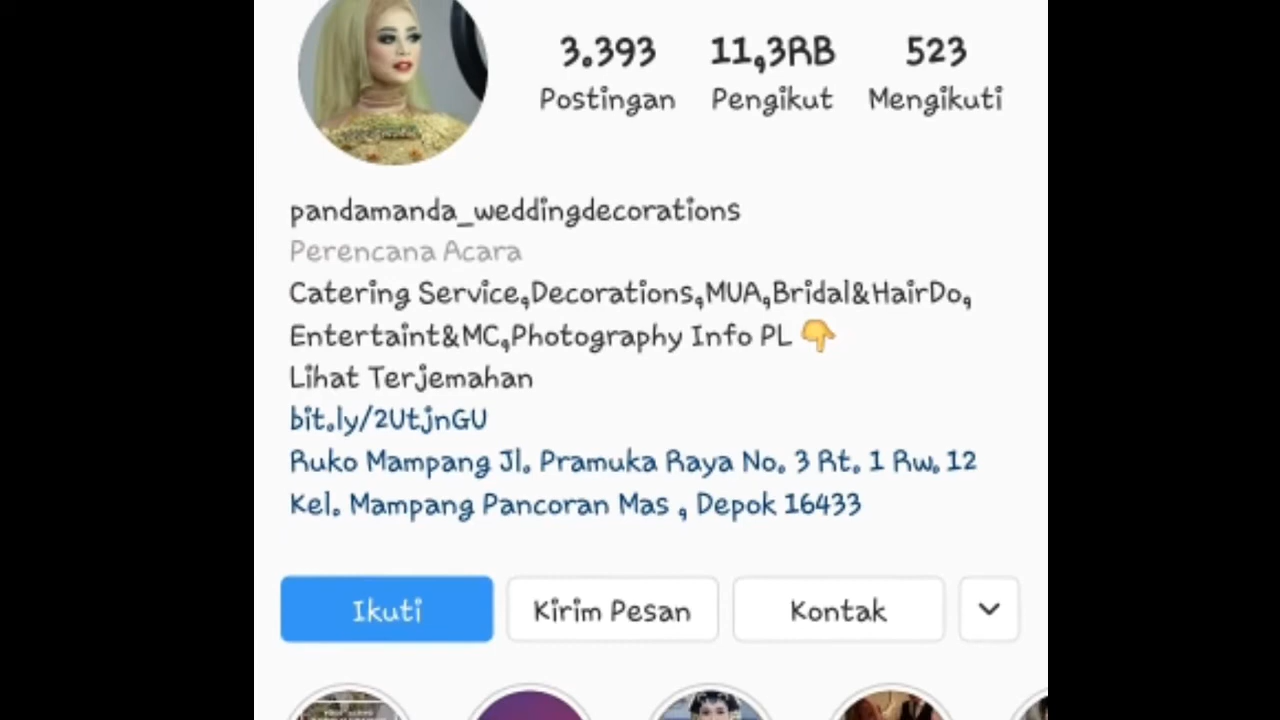 3.393 11,3RB 523
Postingan Pengikut Mengikuti
pandamanda_weddingdecorations
Perencana Acara
Catering Service,Decorations,MUA,Bridal&HairDo,
Entertaint&MC,Photography Info PL 👇
Lihat Terjemahan
bit.ly/2UtjnGU
Ruko Mampang Jl. Pramuka Raya No. 3 Rt. 1 Rw. 12
Kel. Mampang Pancoran Mas , Depok 16433
Ikuti Kirim Pesan Kontak